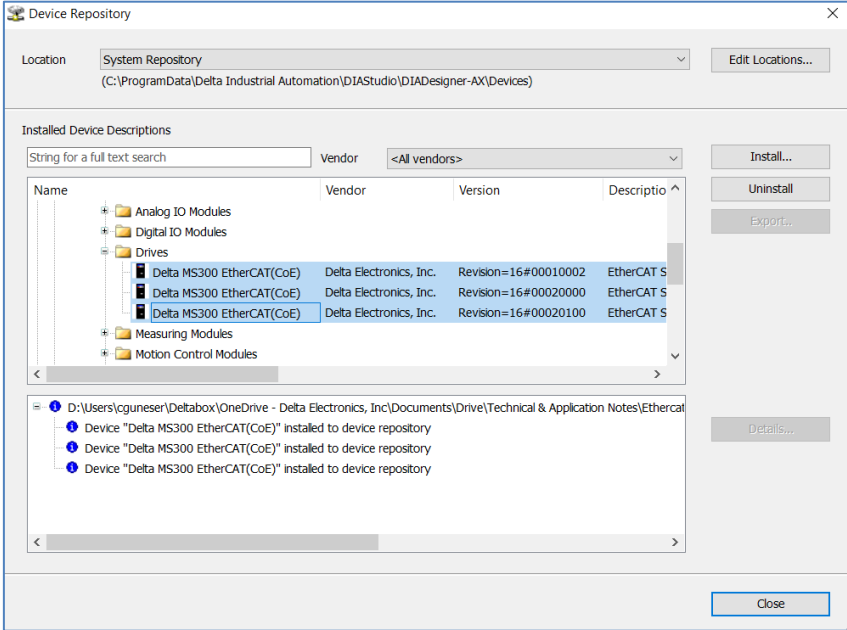 Device Repository
Location System Repository Edit Locations...
(C:\ProgramData\Delta Industrial Automation\DIAStudio\DIADesigner-AX\Devices)
Installed Device Descriptions
String for a full text search Vendor <All vendors> Install...
Name Vendor Version Descriptio Uninstall
Analog IO Modules
Export..
Digital IO Modules
Drives
Delta MS300 EtherCAT(CoE) Delta Electronics, Inc. Revision=16#00010002 EtherCAT S
Delta MS300 EtherCAT(CoE) Delta Electronics, Inc. Revision=16#00020000 EtherCAT S
Delta MS300 EtherCAT(CoE) Delta Electronics, Inc. Revision=16#00020100 EtherCAT S
Measuring Modules
Motion Control Modules
D:\Users\cguneser\Deltabox\OneDrive - Delta Electronics, Inc\Documents\Drive\Technical & Application Notes\Ethercat
Device "Delta MS300 EtherCAT(CoE)" installed to device repository Details...
Device "Delta MS300 EtherCAT(CoE)" installed to device repository
Device "Delta MS300 EtherCAT(CoE)" installed to device repository
Close